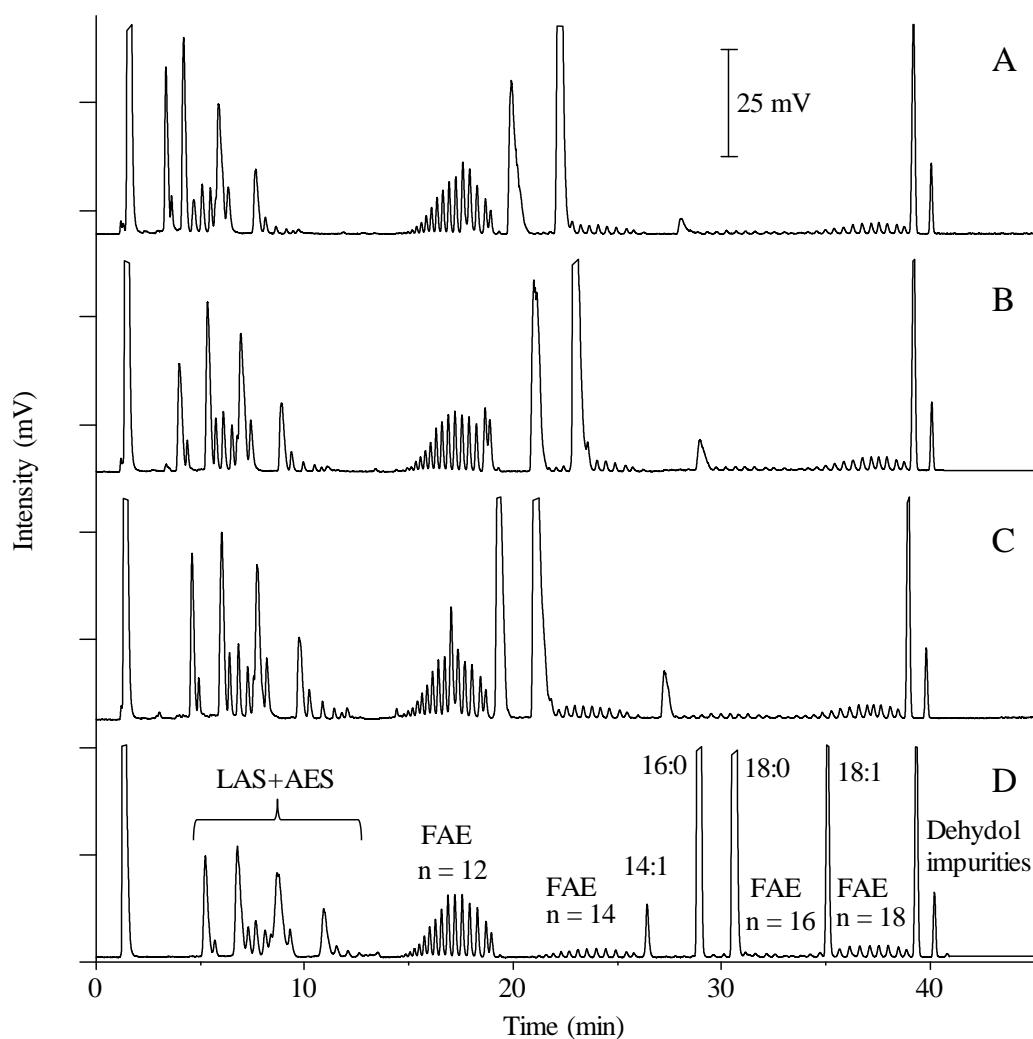 A
25 mV
B
Intensity (mV)
C
LAS+AES
FAE
n = 12
FAE
n = 14
14:1
16:0
18:0
FAE
n = 16
18:1
FAE
n = 18
D
Dehydol
impurities
0
10
20
30
40
Time (min)